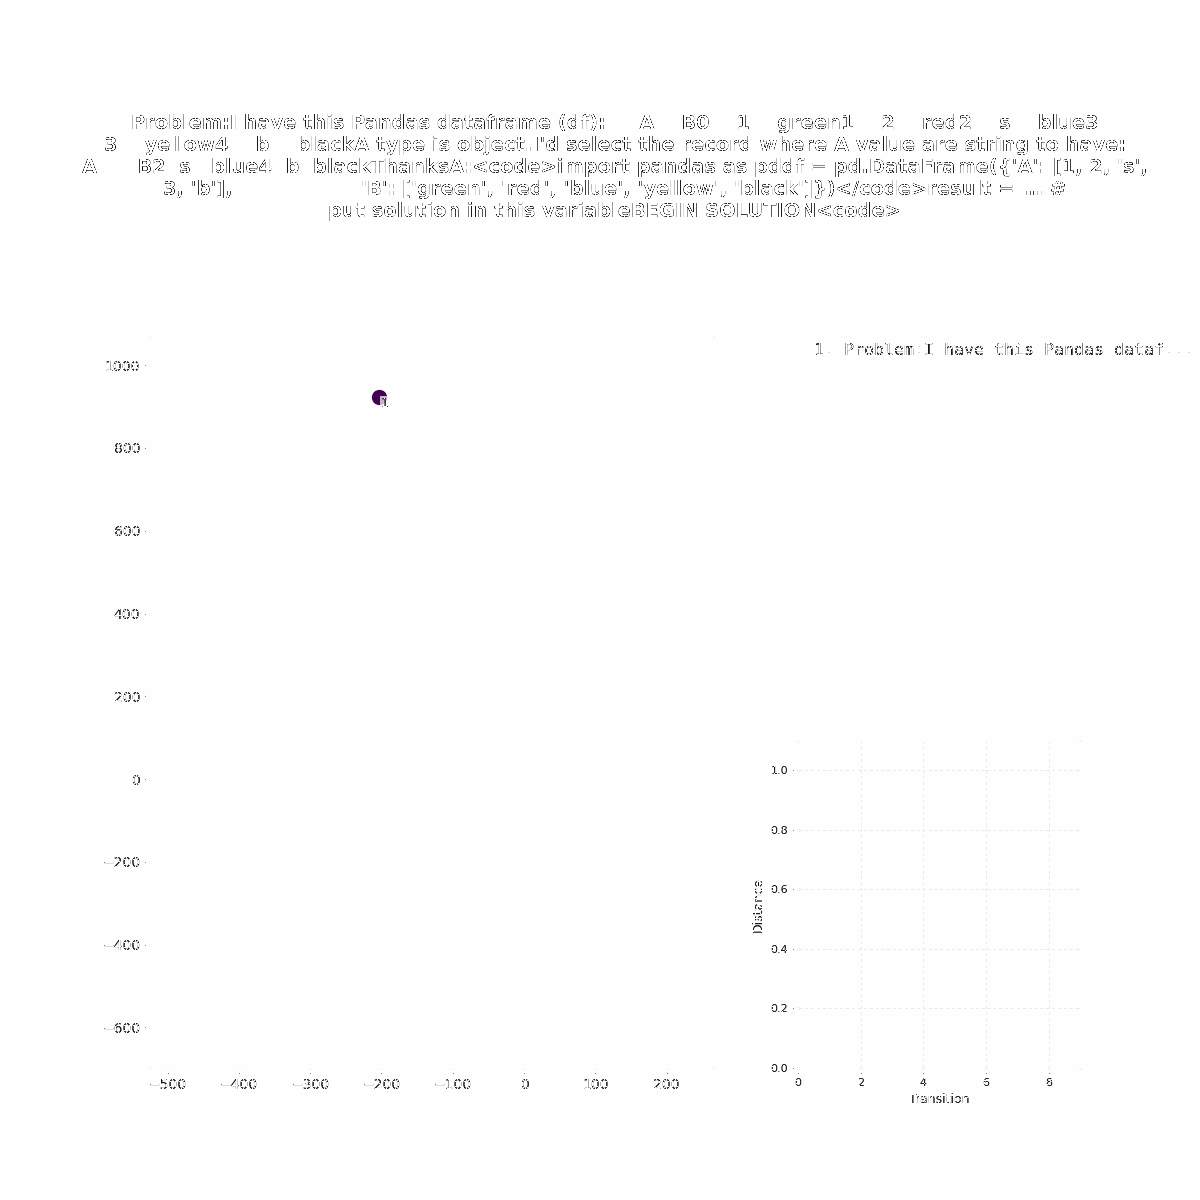 Problem:I have this Pandas dataframe (df):     A    B0    1    green1    2    red2    s    blue3
3    yellow4    b    blackA type is object.I'd select the record where A value are string to have:
A      B2  s   blue4  b  blackThanksA:<code>import pandas as pddf = pd.DataFrame({'A': [1, 2, 's',
3, 'b'],                   'B': ['green', 'red', 'blue', 'yellow', 'black']})</code>result = ... #
put solution in this variableBEGIN SOLUTION<code>
1. Problem:I have this Pandas dataf...
1000
800
600
400
200
0
−200
−400
−600
−500 −400 −300 −200 −100 0 100 200
1
1.0
0.8
0.6
0.4
0.2
0.0
0 2 4 6 8
Distance
Transition